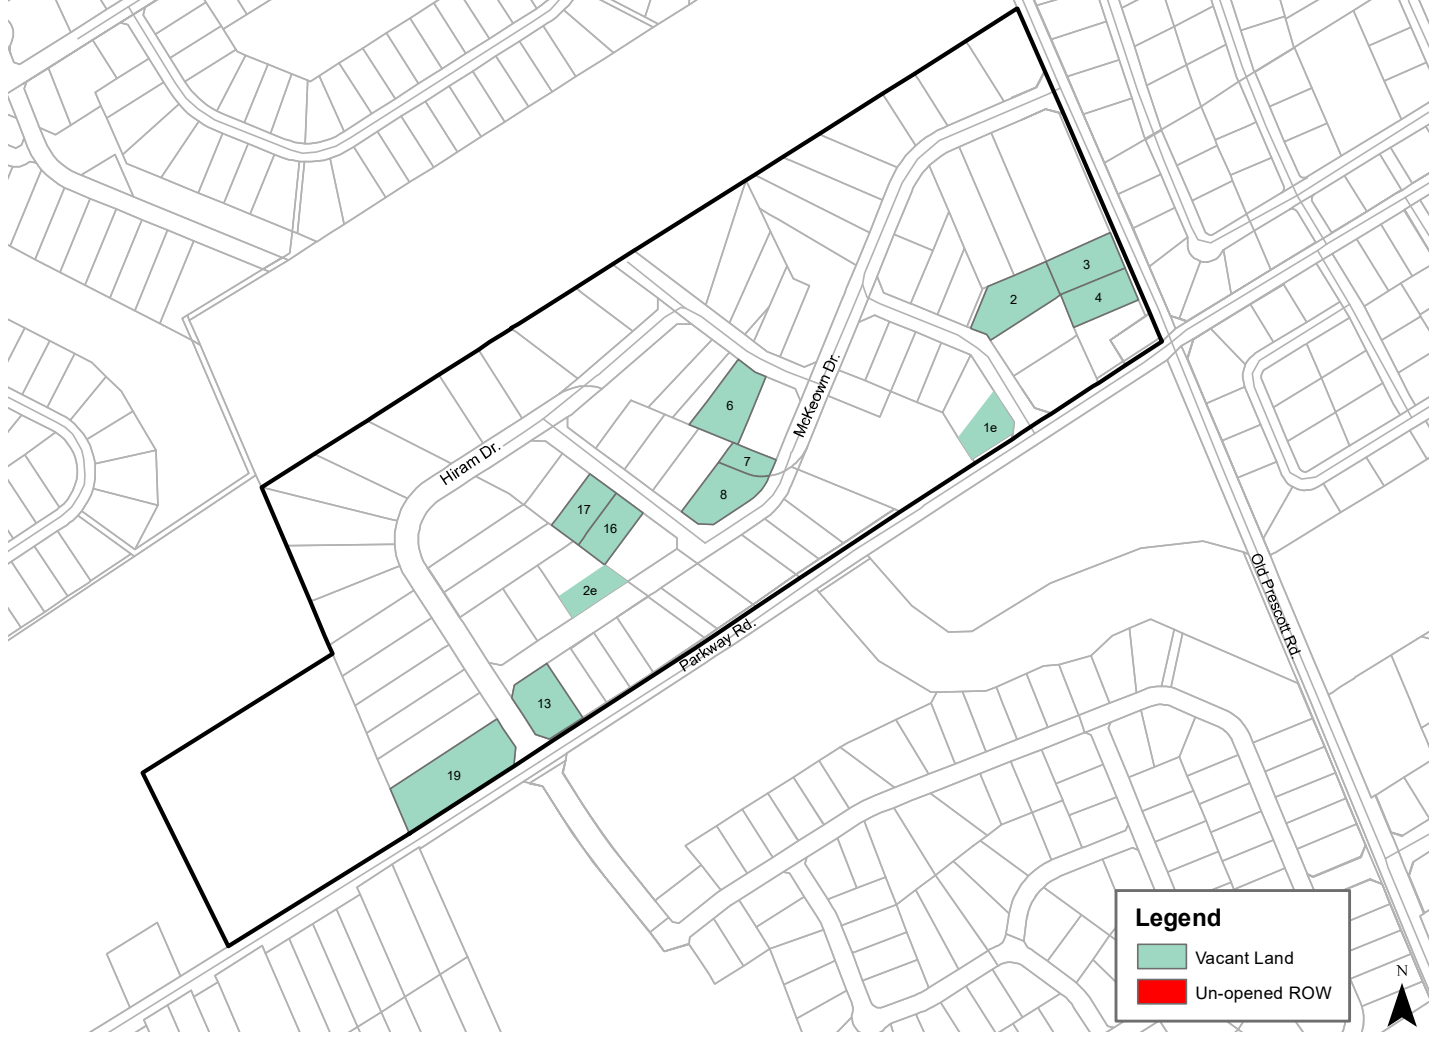 3
2
4
McKeown Dr.
6
1e
Hiram Dr.
7
8
17
16
2e
Old Prescott Rd.
Parkway Rd.
13
19
Legend
Vacant Land
Un-opened ROW
N